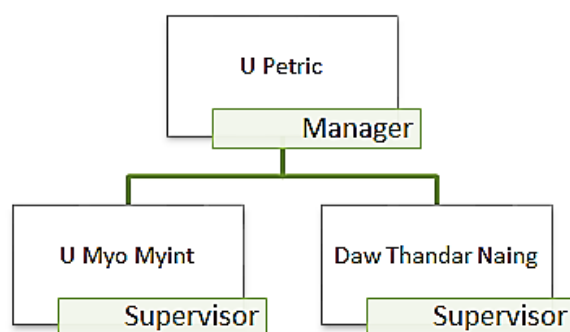 U Petric
Manager
U Myo Myint
Supervisor
Daw Thandar Naing
Supervisor